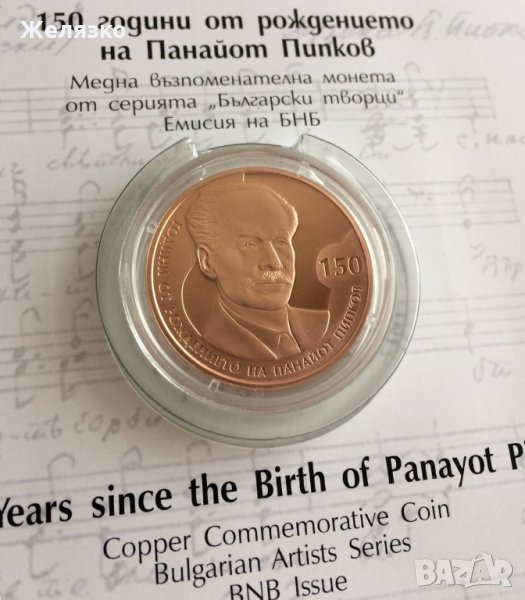 Желязко
150 години от рождението
на Панайот Пипков
Медна възпоменателна монета
от серията „Български творци“
Емисия на БНБ
150
ГОДИНИ ОТ РОЖДЕНИЕТО НА ПАНАЙОТ ПИПКОВ
Years since the Birth of Panayot P
Copper Commemorative Coin
Bulgarian Artists Series
BNB Issue
BAZAR